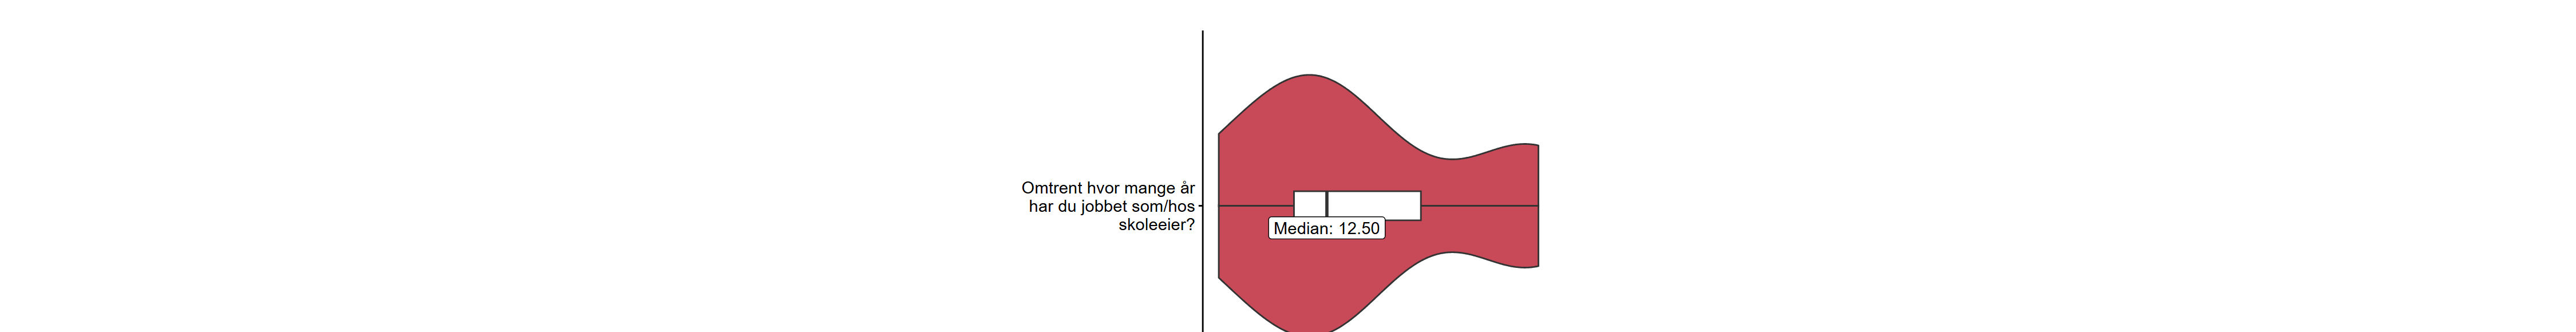 Omtrent hvor mange år
har du jobbet som/hos
skoleeier?
Median: 12.50